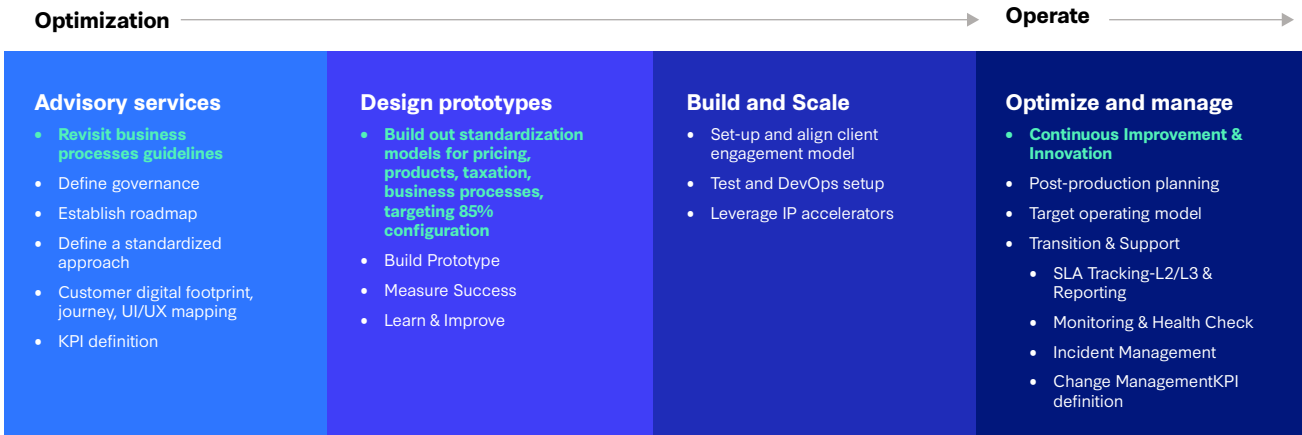 Optimization
Operate
Advisory services
• Revisit business
processes guidelines
• Define governance
• Establish roadmap
• Define a standardized
approach
• Customer digital footprint,
journey, UI/UX mapping
• KPI definition
Design prototypes
• Build out standardization
models for pricing,
products, taxation,
business processes,
targeting 85%
configuration
• Build Prototype
• Measure Success
• Learn & Improve
Build and Scale
• Set-up and align client
engagement model
• Test and DevOps setup
• Leverage IP accelerators
Optimize and manage
• Continuous Improvement &
Innovation
• Post-production planning
• Target operating model
• Transition & Support
• SLA Tracking-L2/L3 &
Reporting
• Monitoring & Health Check
• Incident Management
• Change ManagementKPI
definition